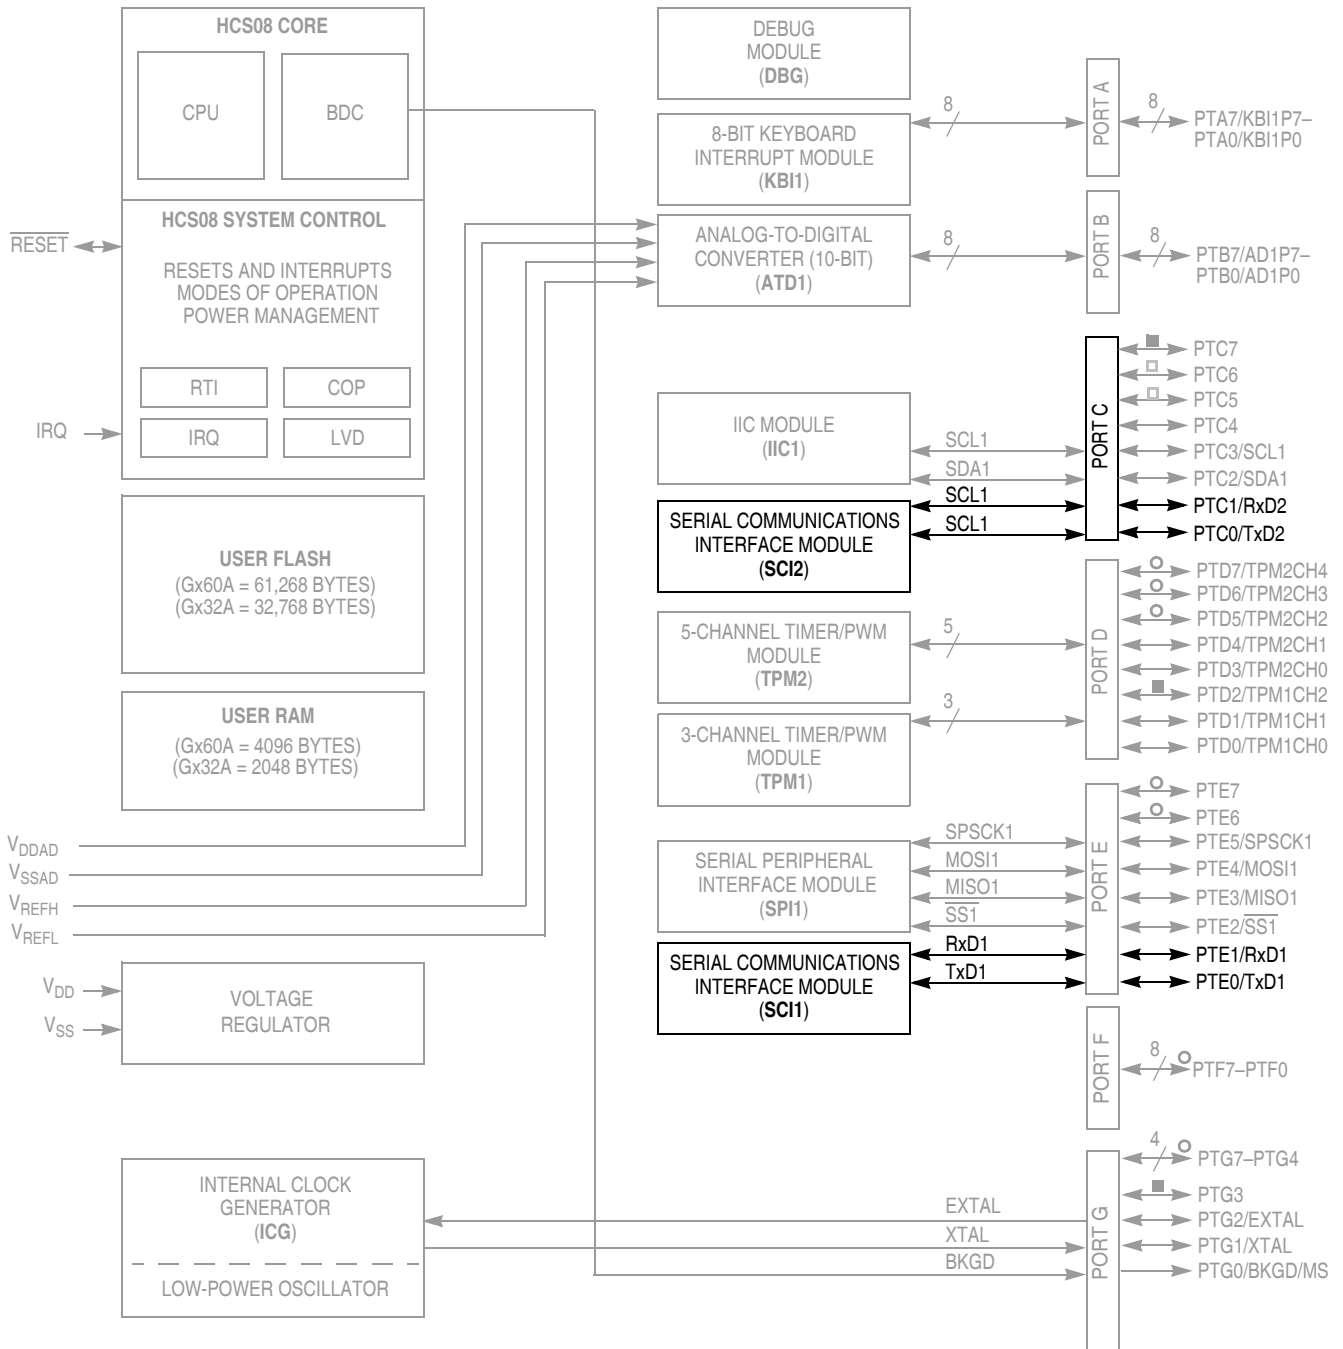 HCS08 CORE
CPU
BDC
HCS08 SYSTEM CONTROL
RESETS AND INTERRUPTS
MODES OF OPERATION
POWER MANAGEMENT
RTI
COP
IRQ
LVD
RESET
IRQ
USER FLASH
(Gx60A = 61,268 BYTES)
(Gx32A = 32,768 BYTES)
USER RAM
(Gx60A = 4096 BYTES)
(Gx32A = 2048 BYTES)
VDDAD
VSSAD
VREFH
VREFL
VDD
VSS
VOLTAGE
REGULATOR
INTERNAL CLOCK
GENERATOR
(ICG)
LOW-POWER OSCILLATOR
DEBUG
MODULE
(DBG)
8-BIT KEYBOARD
INTERRUPT MODULE
(KBI1)
8
ANALOG-TO-DIGITAL
CONVERTER (10-BIT)
(ATD1)
8
IIC MODULE
(IIC1)
SCL1
SDA1
SERIAL COMMUNICATIONS
INTERFACE MODULE
(SCI2)
SCL1
SCL1
5-CHANNEL TIMER/PWM
MODULE
(TPM2)
5
3-CHANNEL TIMER/PWM
MODULE
(TPM1)
3
SERIAL PERIPHERAL
INTERFACE MODULE
(SPI1)
SPSCK1
MOSI1
MISO1
SS1
SERIAL COMMUNICATIONS
INTERFACE MODULE
(SCI1)
RxD1
TxD1
EXTAL
XTAL
BKGD
PORT A
8
PTA7/KBI1P7–
PTA0/KBI1P0
PORT B
8
PTB7/AD1P7–
PTB0/AD1P0
PORT C
PTC7
PTC6
PTC5
PTC4
PTC3/SCL1
PTC2/SDA1
PTC1/RxD2
PTC0/TxD2
PORT D
PTD7/TPM2CH4
PTD6/TPM2CH3
PTD5/TPM2CH2
PTD4/TPM2CH1
PTD3/TPM2CH0
PTD2/TPM1CH2
PTD1/TPM1CH1
PTD0/TPM1CH0
PORT E
PTE7
PTE6
PTE5/SPSCK1
PTE4/MOSI1
PTE3/MISO1
PTE2/SS1
PTE1/RxD1
PTE0/TxD1
PORT F
8
PTF7–PTF0
PORT G
4
PTG7–PTG4
PTG3
PTG2/EXTAL
PTG1/XTAL
PTG0/BKGD/MS